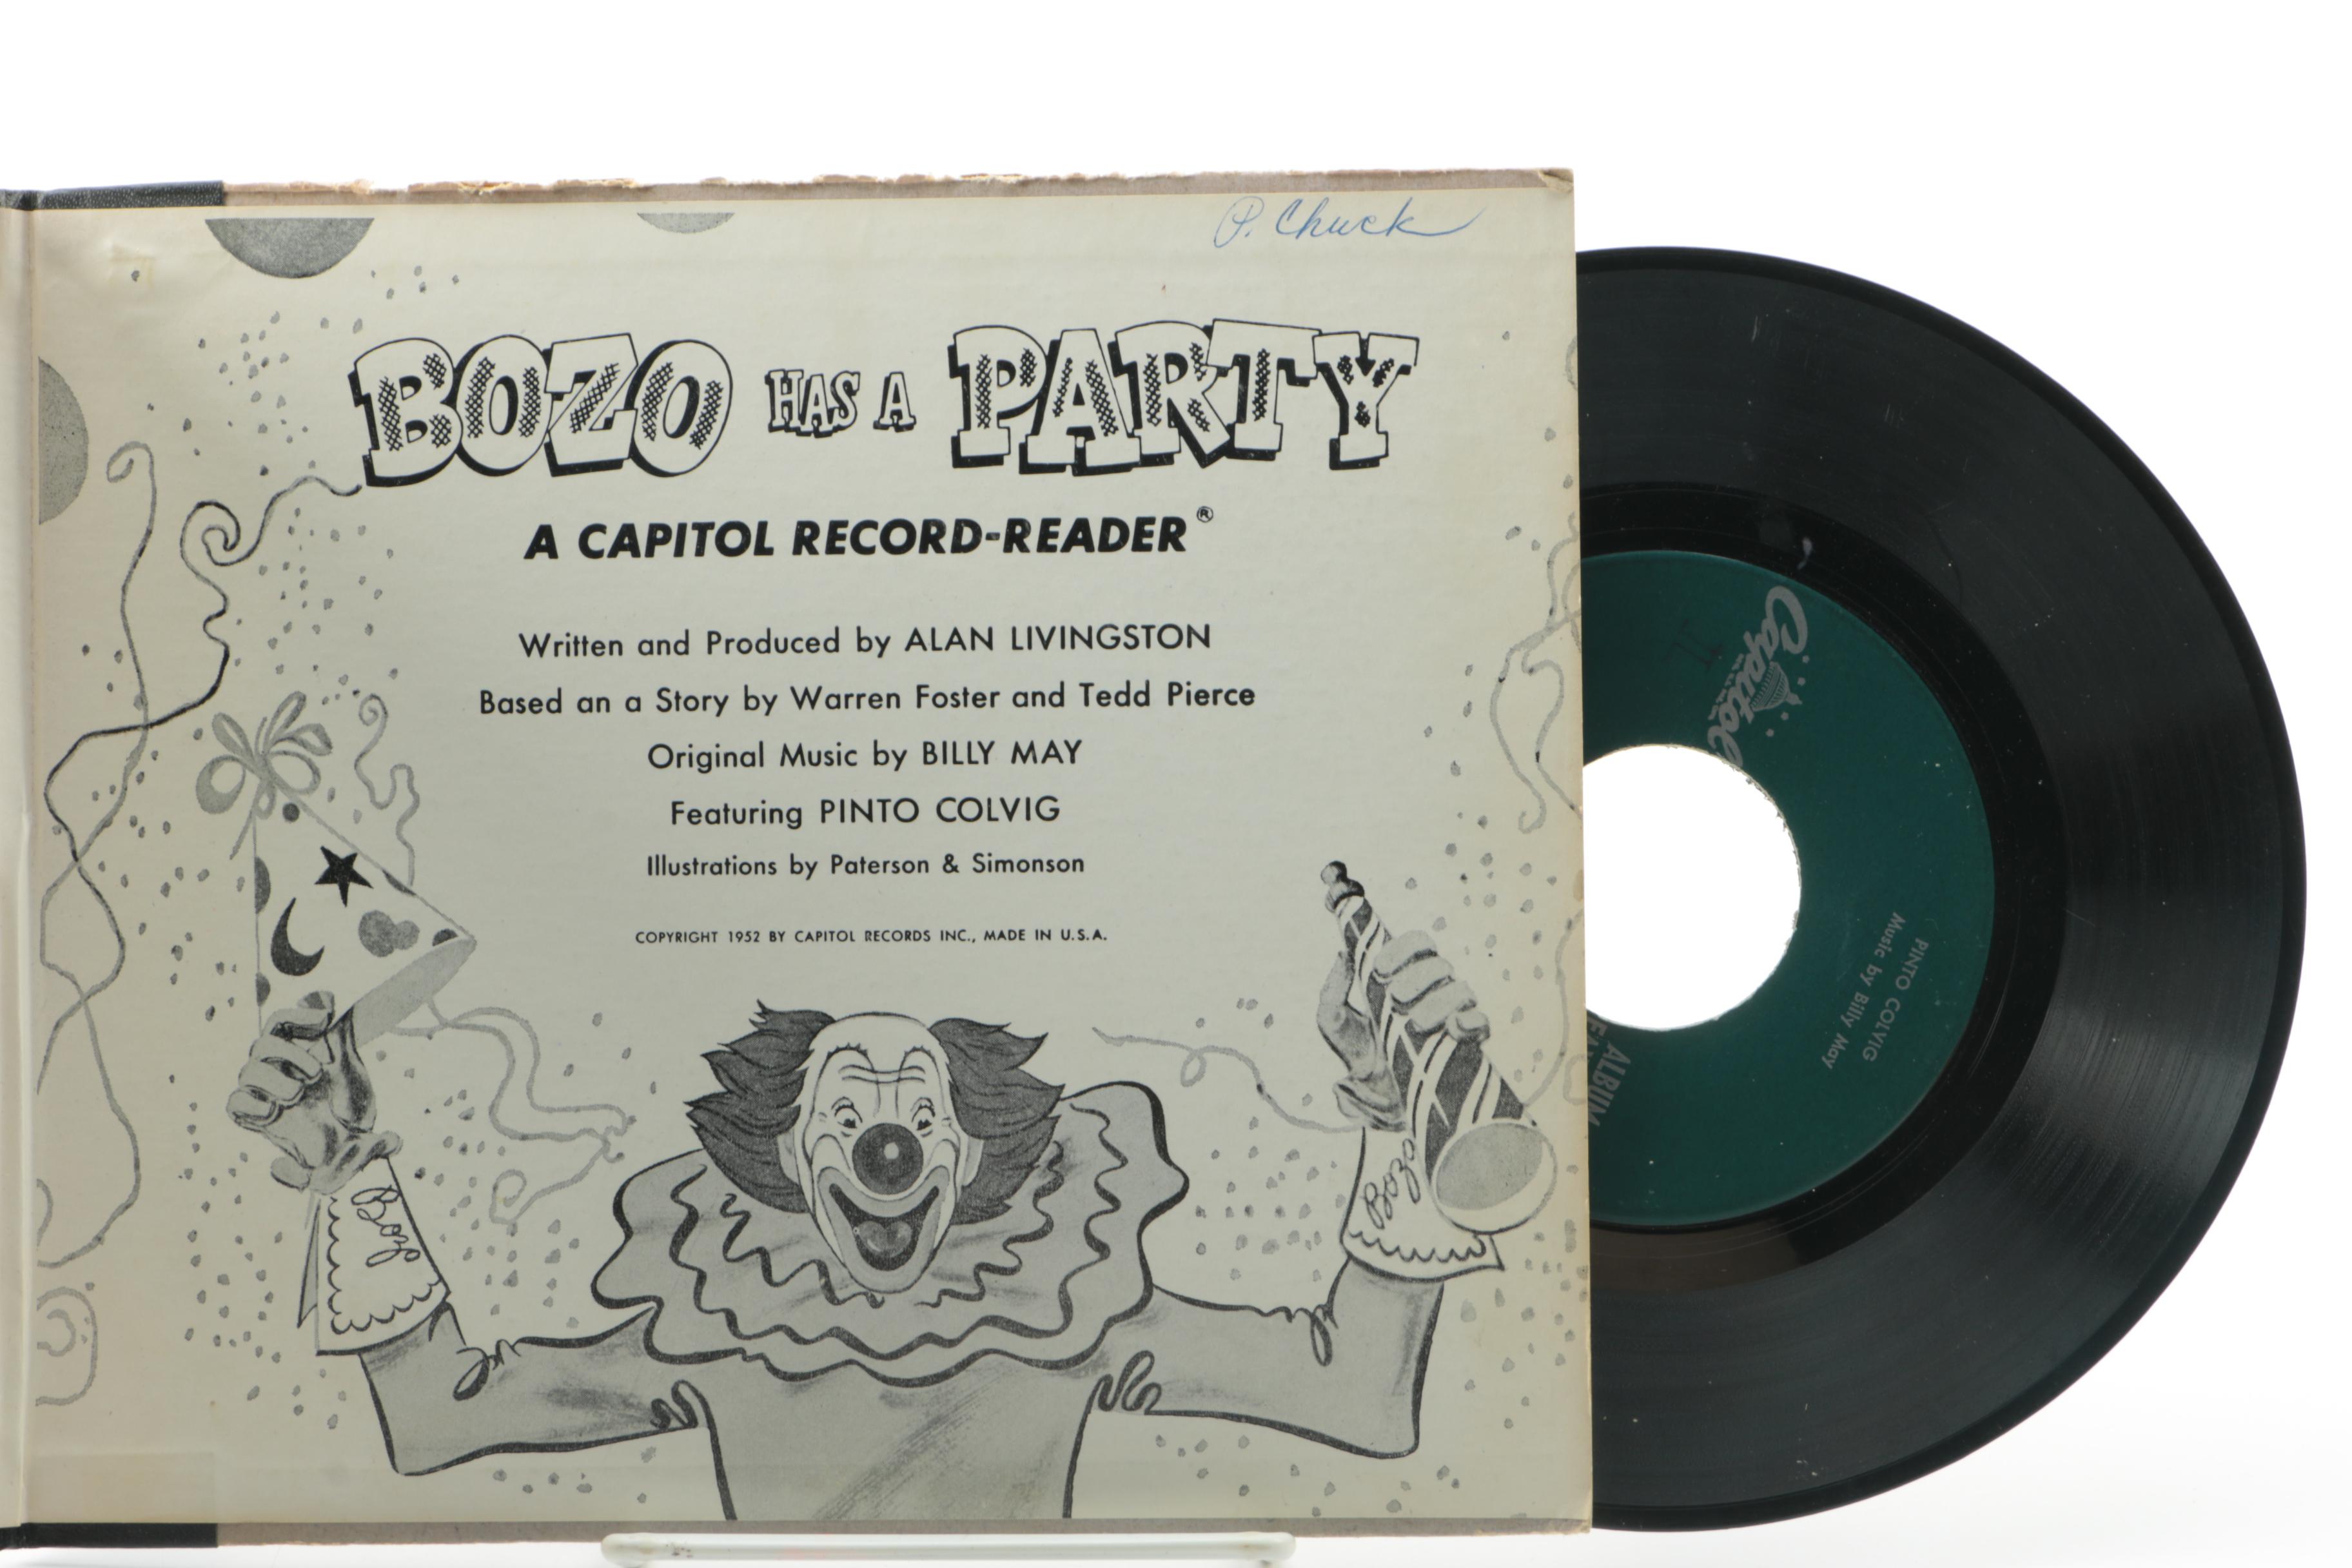 P. Chuck
BOZO HAS A PARTY
A CAPITOL RECORD-READER®
Written and Produced by ALAN LIVINGSTON
Based an a Story by Warren Foster and Tedd Pierce
Original Music by BILLY MAY
Featuring PINTO COLVIG
Illustrations by Paterson & Simonson
COPYRIGHT 1952 BY CAPITOL RECORDS INC., MADE IN U.S.A.
Bozo
Bozo
Capitol
PINTO COLVIG
Music by Billy May
ALBUM